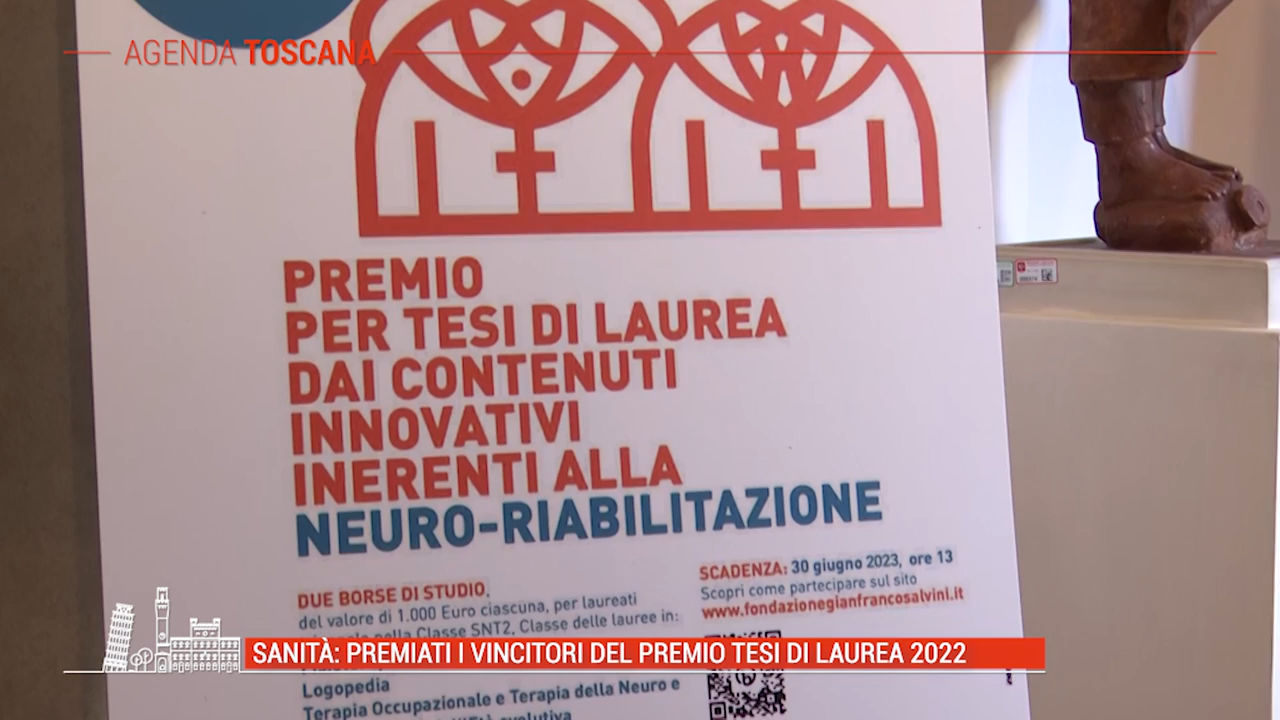 AGENDA TOSCANA
PREMIO
PER TESI DI LAUREA
DAI CONTENUTI
INNOVATIVI
INERENTI ALLA
NEURO-RIABILITAZIONE
DUE BORSE DI STUDIO,
del valore di 1.000 Euro ciascuna, per laureati
nella Classe SNT2, Classe delle lauree in:
Logopedia
Terapia Occupazionale e Terapia della Neuro e
evolutiva
SCADENZA: 30 giugno 2023, ore 13
Scopri come partecipare sul sito
www.fondazionegianfrancosalvini.it
SANITÀ: PREMIATI I VINCITORI DEL PREMIO TESI DI LAUREA 2022